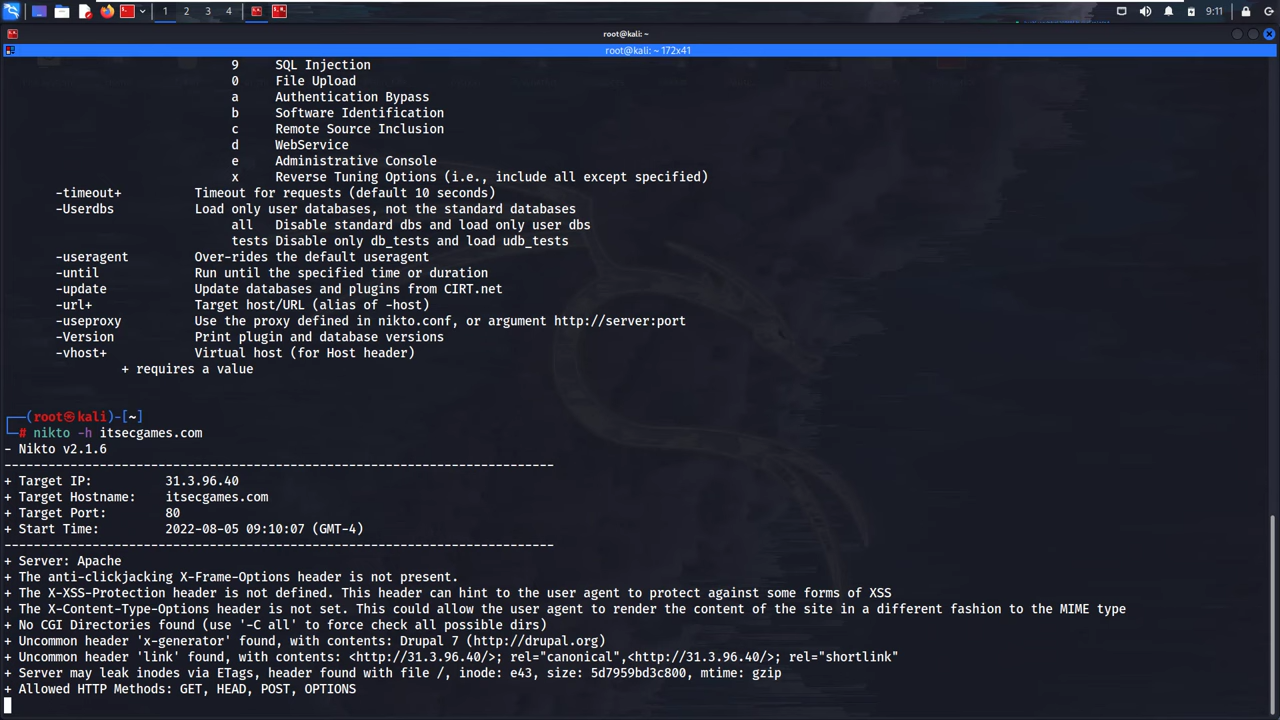 1 2 3 4 9:11
root@kali: ~
root@kali: ~ 172x41
9 SQL Injection
0 File Upload
a Authentication Bypass
b Software Identification
c Remote Source Inclusion
d WebService
e Administrative Console
x Reverse Tuning Options (i.e., include all except specified)
-timeout+ Timeout for requests (default 10 seconds)
-Userdbs Load only user databases, not the standard databases
all Disable standard dbs and load only user dbs
tests Disable only db_tests and load udb_tests
-useragent Over-rides the default useragent
-until Run until the specified time or duration
-update Update databases and plugins from CIRT.net
-url+ Target host/URL (alias of -host)
-useproxy Use the proxy defined in nikto.conf, or argument http://server:port
-Version Print plugin and database versions
-vhost+ Virtual host (for Host header)
+ requires a value
┌──(root㉿kali)-[~]
└─# nikto -h itsecgames.com
- Nikto v2.1.6
---------------------------------------------------------------------------
+ Target IP: 31.3.96.40
+ Target Hostname: itsecgames.com
+ Target Port: 80
+ Start Time: 2022-08-05 09:10:07 (GMT-4)
---------------------------------------------------------------------------
+ Server: Apache
+ The anti-clickjacking X-Frame-Options header is not present.
+ The X-XSS-Protection header is not defined. This header can hint to the user agent to protect against some forms of XSS
+ The X-Content-Type-Options header is not set. This could allow the user agent to render the content of the site in a different fashion to the MIME type
+ No CGI Directories found (use '-C all' to force check all possible dirs)
+ Uncommon header 'x-generator' found, with contents: Drupal 7 (http://drupal.org)
+ Uncommon header 'link' found, with contents: <http://31.3.96.40/>; rel="canonical",<http://31.3.96.40/>; rel="shortlink"
+ Server may leak inodes via ETags, header found with file /, inode: e43, size: 5d7959bd3c800, mtime: gzip
+ Allowed HTTP Methods: GET, HEAD, POST, OPTIONS